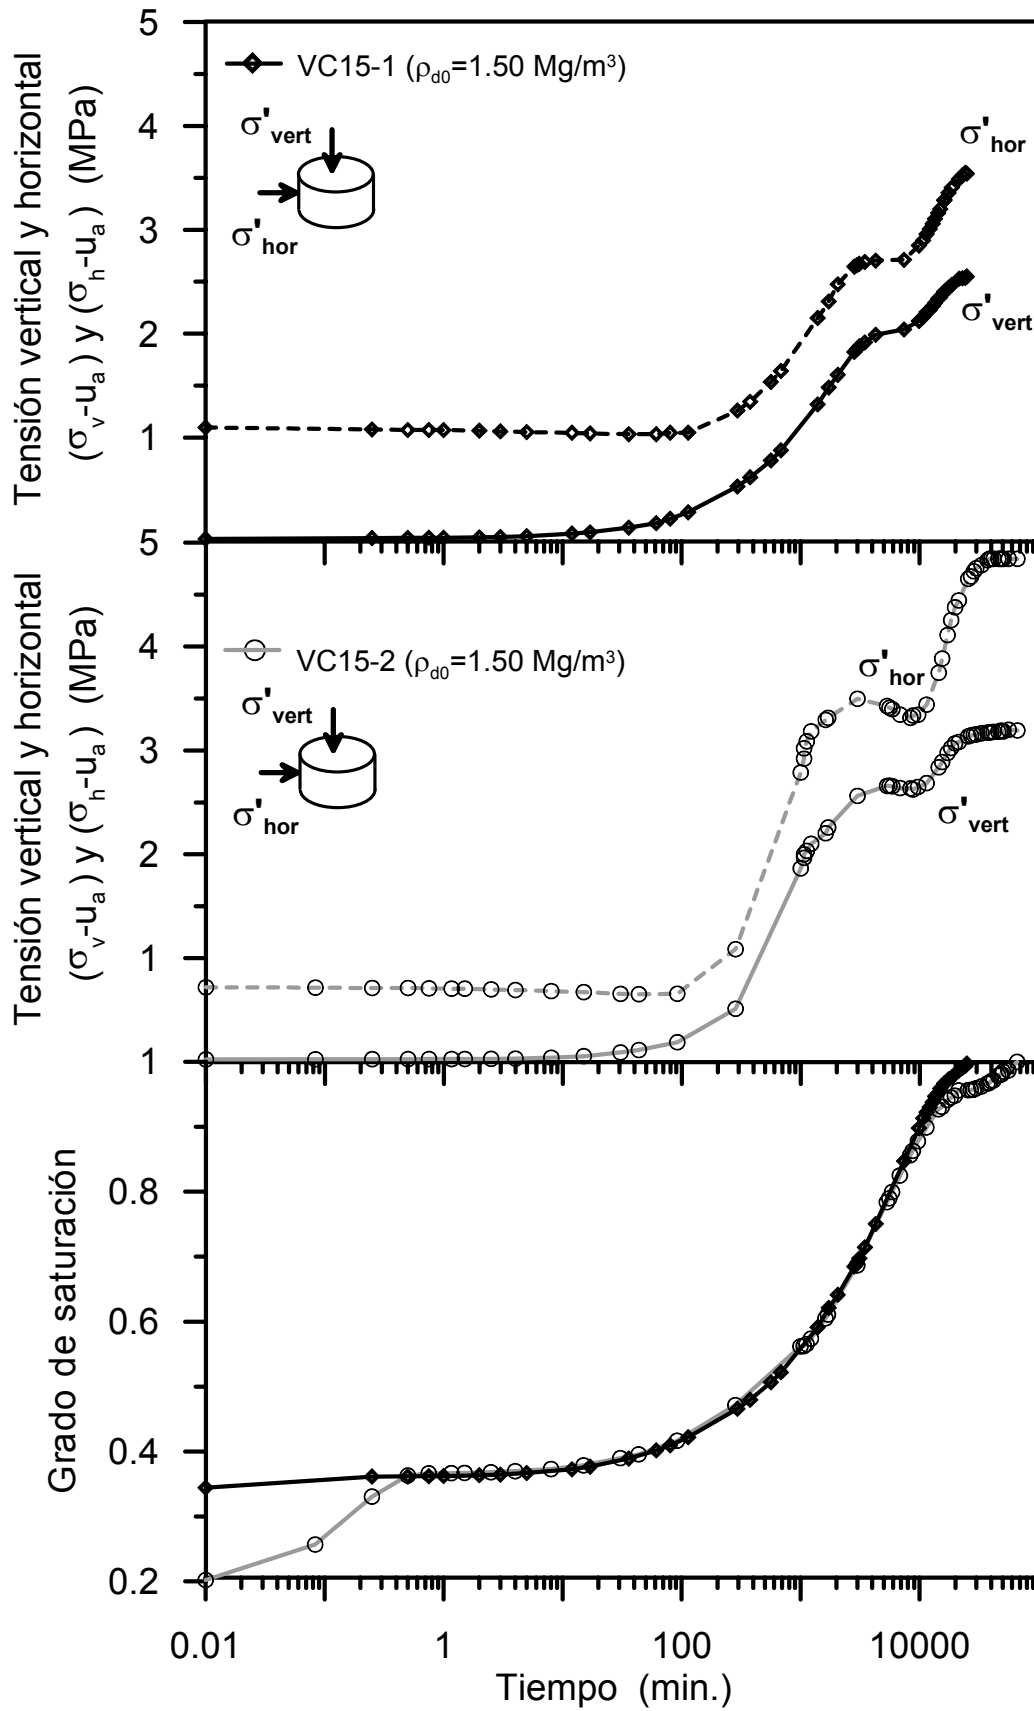 Tensión vertical y horizontal
(σv-ua) y (σh-ua) (MPa)
5
4
3
2
1
VC15-1 (ρd0=1.50 Mg/m³)
σ'vert
σ'hor
σ'hor
σ'vert
Tensión vertical y horizontal
(σv-ua) y (σh-ua) (MPa)
5
4
3
2
1
VC15-2 (ρd0=1.50 Mg/m³)
σ'vert
σ'hor
σ'hor
σ'vert
Grado de saturación
1
0.8
0.6
0.4
0.2
0.01 1 100 10000
Tiempo (min.)